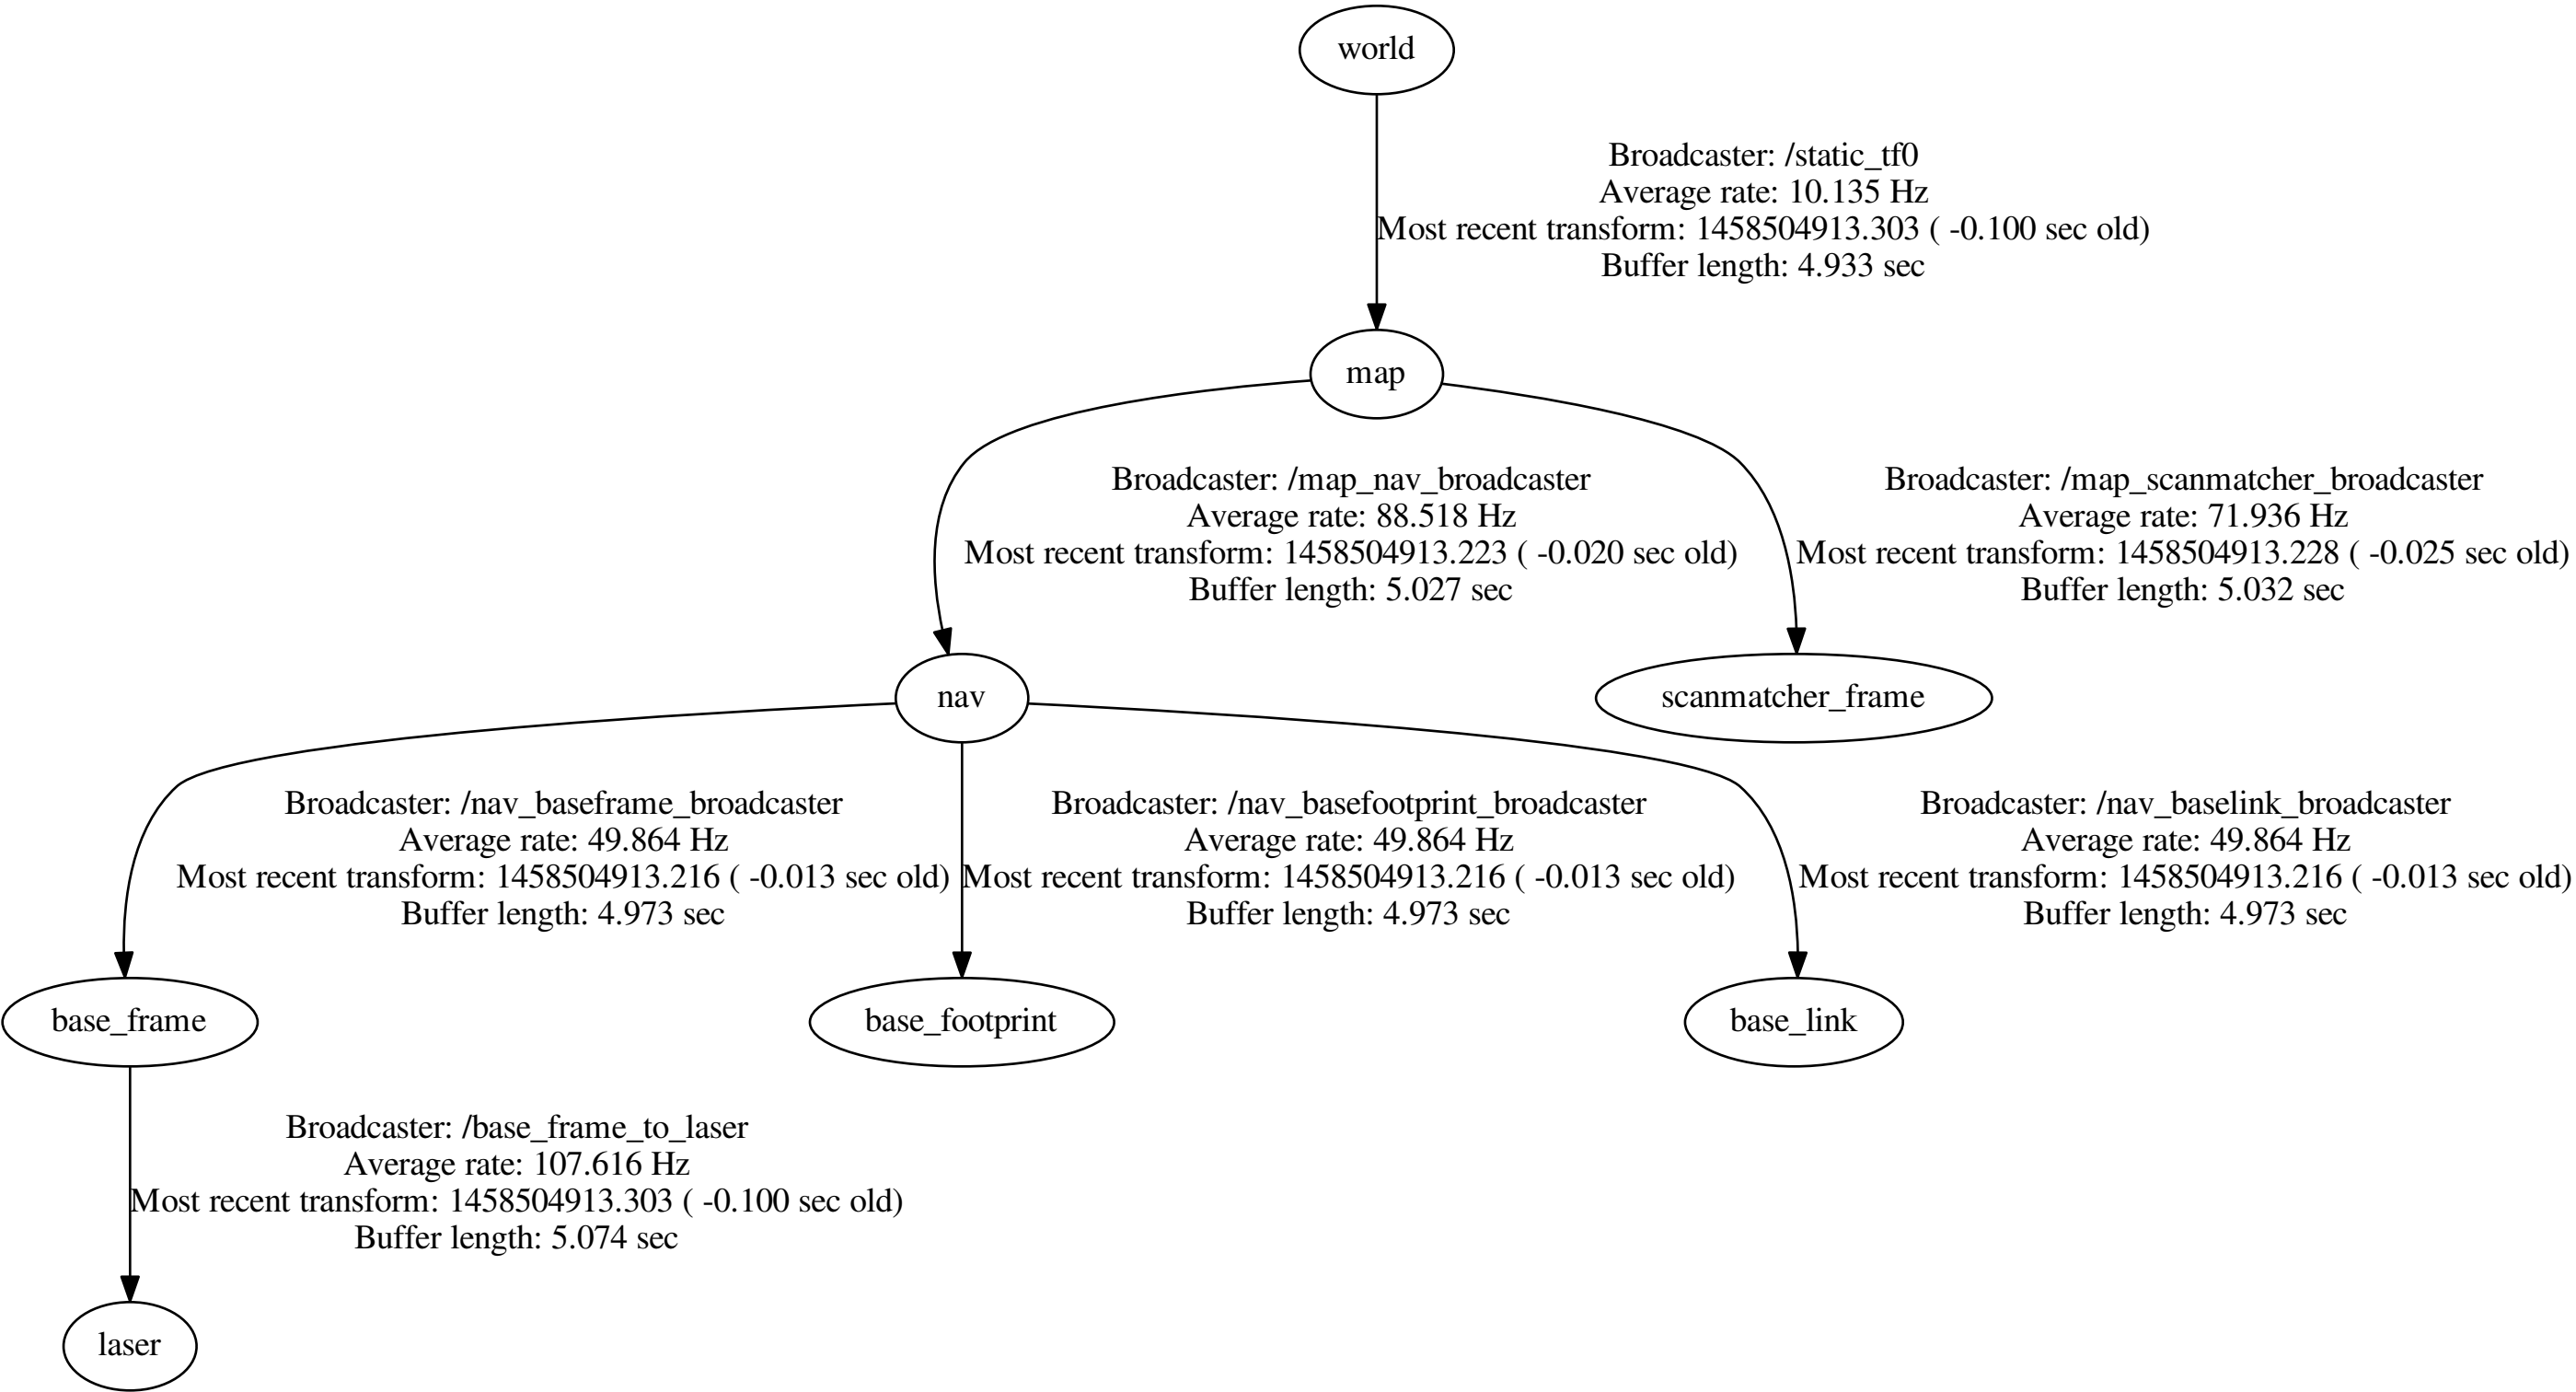 world
Broadcaster: /static_tf0
Average rate: 10.135 Hz
Most recent transform: 1458504913.303 ( -0.100 sec old)
Buffer length: 4.933 sec
map
Broadcaster: /map_nav_broadcaster
Average rate: 88.518 Hz
Most recent transform: 1458504913.223 ( -0.020 sec old)
Buffer length: 5.027 sec
Broadcaster: /map_scanmatcher_broadcaster
Average rate: 71.936 Hz
Most recent transform: 1458504913.228 ( -0.025 sec old)
Buffer length: 5.032 sec
nav
scanmatcher_frame
Broadcaster: /nav_baseframe_broadcaster
Average rate: 49.864 Hz
Most recent transform: 1458504913.216 ( -0.013 sec old)
Buffer length: 4.973 sec
Broadcaster: /nav_basefootprint_broadcaster
Average rate: 49.864 Hz
Most recent transform: 1458504913.216 ( -0.013 sec old)
Buffer length: 4.973 sec
Broadcaster: /nav_baselink_broadcaster
Average rate: 49.864 Hz
Most recent transform: 1458504913.216 ( -0.013 sec old)
Buffer length: 4.973 sec
base_frame
base_footprint
base_link
Broadcaster: /base_frame_to_laser
Average rate: 107.616 Hz
Most recent transform: 1458504913.303 ( -0.100 sec old)
Buffer length: 5.074 sec
laser